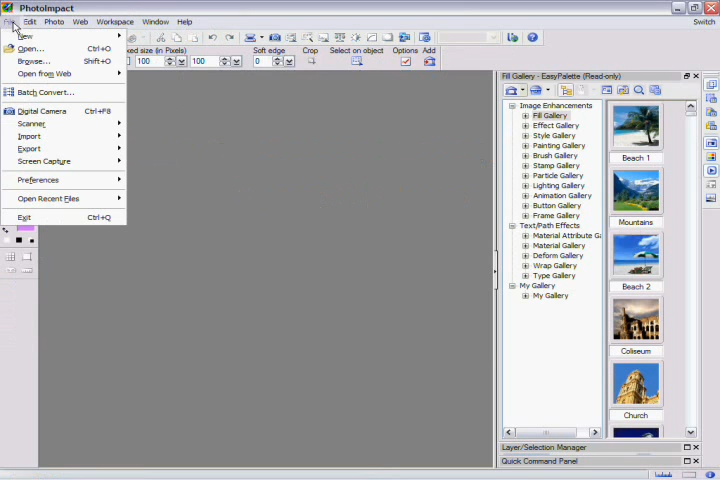 PhotoImpact
File Edit Photo Web Workspace Window Help Switch
New
Open... Ctrl+O
Browse... Shift+O
Open from Web
Batch Convert...
Digital Camera Ctrl+F8
Scanner
Import
Export
Screen Capture
Preferences
Open Recent Files
Exit Ctrl+Q
xed size (in Pixels) Soft edge Crop Select on object Options Add
100 100 0
Fill Gallery - EasyPalette (Read-only)
Image Enhancements
Fill Gallery
Effect Gallery
Style Gallery
Painting Gallery
Brush Gallery
Stamp Gallery
Particle Gallery
Lighting Gallery
Animation Gallery
Button Gallery
Frame Gallery
Text/Path Effects
Material Attribute Ga
Material Gallery
Deform Gallery
Wrap Gallery
Type Gallery
My Gallery
My Gallery
Beach 1
Mountains
Beach 2
Coliseum
Church
Layer/Selection Manager
Quick Command Panel